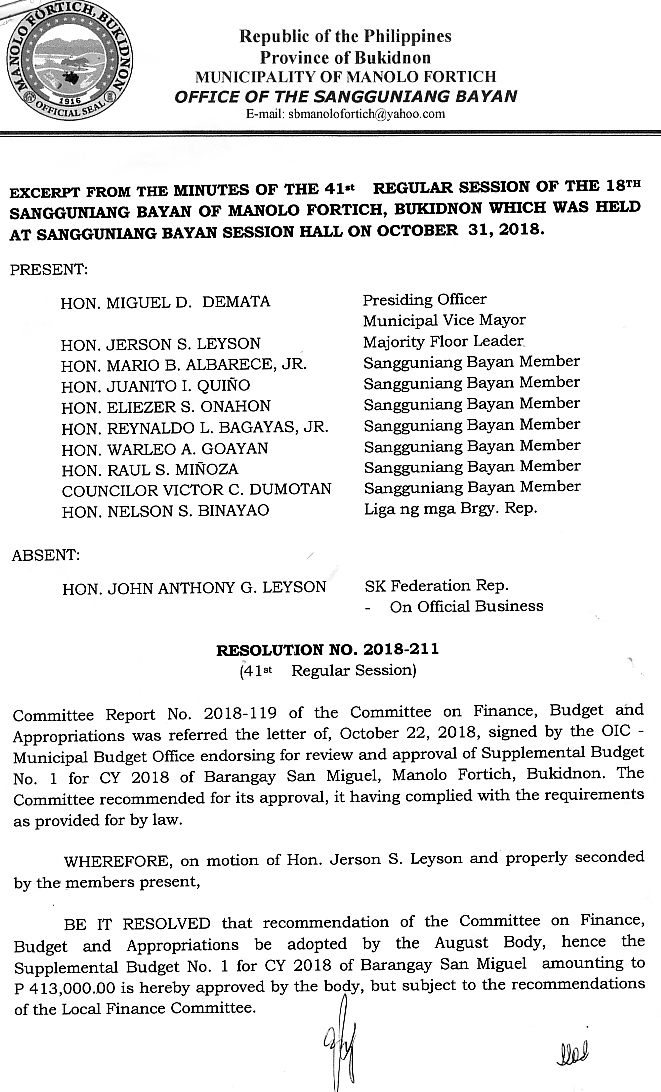 MANOLO FORTICH, BUKIDNON
1916
OFFICIAL SEAL
Republic of the Philippines
Province of Bukidnon
MUNICIPALITY OF MANOLO FORTICH
OFFICE OF THE SANGGUNIANG BAYAN
E-mail: sbmanolofortich@yahoo.com
EXCERPT FROM THE MINUTES OF THE 41st REGULAR SESSION OF THE 18TH
SANGGUNIANG BAYAN OF MANOLO FORTICH, BUKIDNON WHICH WAS HELD
AT SANGGUNIANG BAYAN SESSION HALL ON OCTOBER 31, 2018.
PRESENT:
HON. MIGUEL D. DEMATA Presiding Officer
Municipal Vice Mayor
HON. JERSON S. LEYSON Majority Floor Leader
HON. MARIO B. ALBARECE, JR. Sangguniang Bayan Member
HON. JUANITO I. QUIÑO Sangguniang Bayan Member
HON. ELIEZER S. ONAHON Sangguniang Bayan Member
HON. REYNALDO L. BAGAYAS, JR. Sangguniang Bayan Member
HON. WARLEO A. GOAYAN Sangguniang Bayan Member
HON. RAUL S. MIÑOZA Sangguniang Bayan Member
COUNCILOR VICTOR C. DUMOTAN Sangguniang Bayan Member
HON. NELSON S. BINAYAO Liga ng mga Brgy. Rep.
ABSENT:
HON. JOHN ANTHONY G. LEYSON SK Federation Rep.
- On Official Business
RESOLUTION NO. 2018-211
(41st Regular Session)
Committee Report No. 2018-119 of the Committee on Finance, Budget and
Appropriations was referred the letter of, October 22, 2018, signed by the OIC -
Municipal Budget Office endorsing for review and approval of Supplemental Budget
No. 1 for CY 2018 of Barangay San Miguel, Manolo Fortich, Bukidnon. The
Committee recommended for its approval, it having complied with the requirements
as provided for by law.
WHEREFORE, on motion of Hon. Jerson S. Leyson and properly seconded
by the members present,
BE IT RESOLVED that recommendation of the Committee on Finance,
Budget and Appropriations be adopted by the August Body, hence the
Supplemental Budget No. 1 for CY 2018 of Barangay San Miguel amounting to
P 413,000.00 is hereby approved by the body, but subject to the recommendations
of the Local Finance Committee.